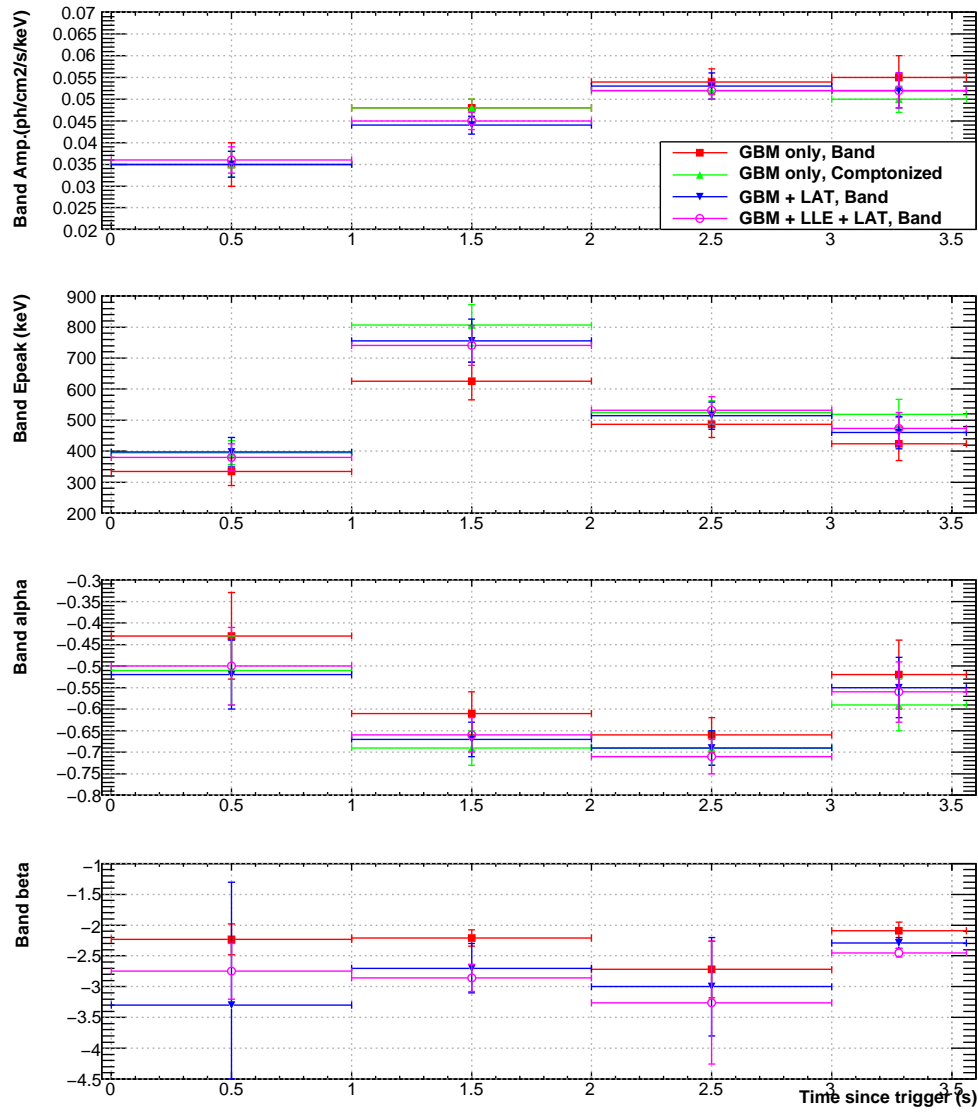 Band Amp.(ph/cm2/s/keV)
0.07
0.065
0.06
0.055
0.05
0.045
0.04
0.035
0.03
0.025
0.02
0 0.5 1 1.5 2 2.5 3 3.5
GBM only, Band
GBM only, Comptonized
GBM + LAT, Band
GBM + LLE + LAT, Band
Band Epeak (keV)
900
800
700
600
500
400
300
200
0 0.5 1 1.5 2 2.5 3 3.5
Band alpha
−0.3
−0.35
−0.4
−0.45
−0.5
−0.55
−0.6
−0.65
−0.7
−0.75
−0.8
0 0.5 1 1.5 2 2.5 3 3.5
Band beta
−1
−1.5
−2
−2.5
−3
−3.5
−4
−4.5
0 0.5 1 1.5 2 2.5 3 3.5
Time since trigger (s)